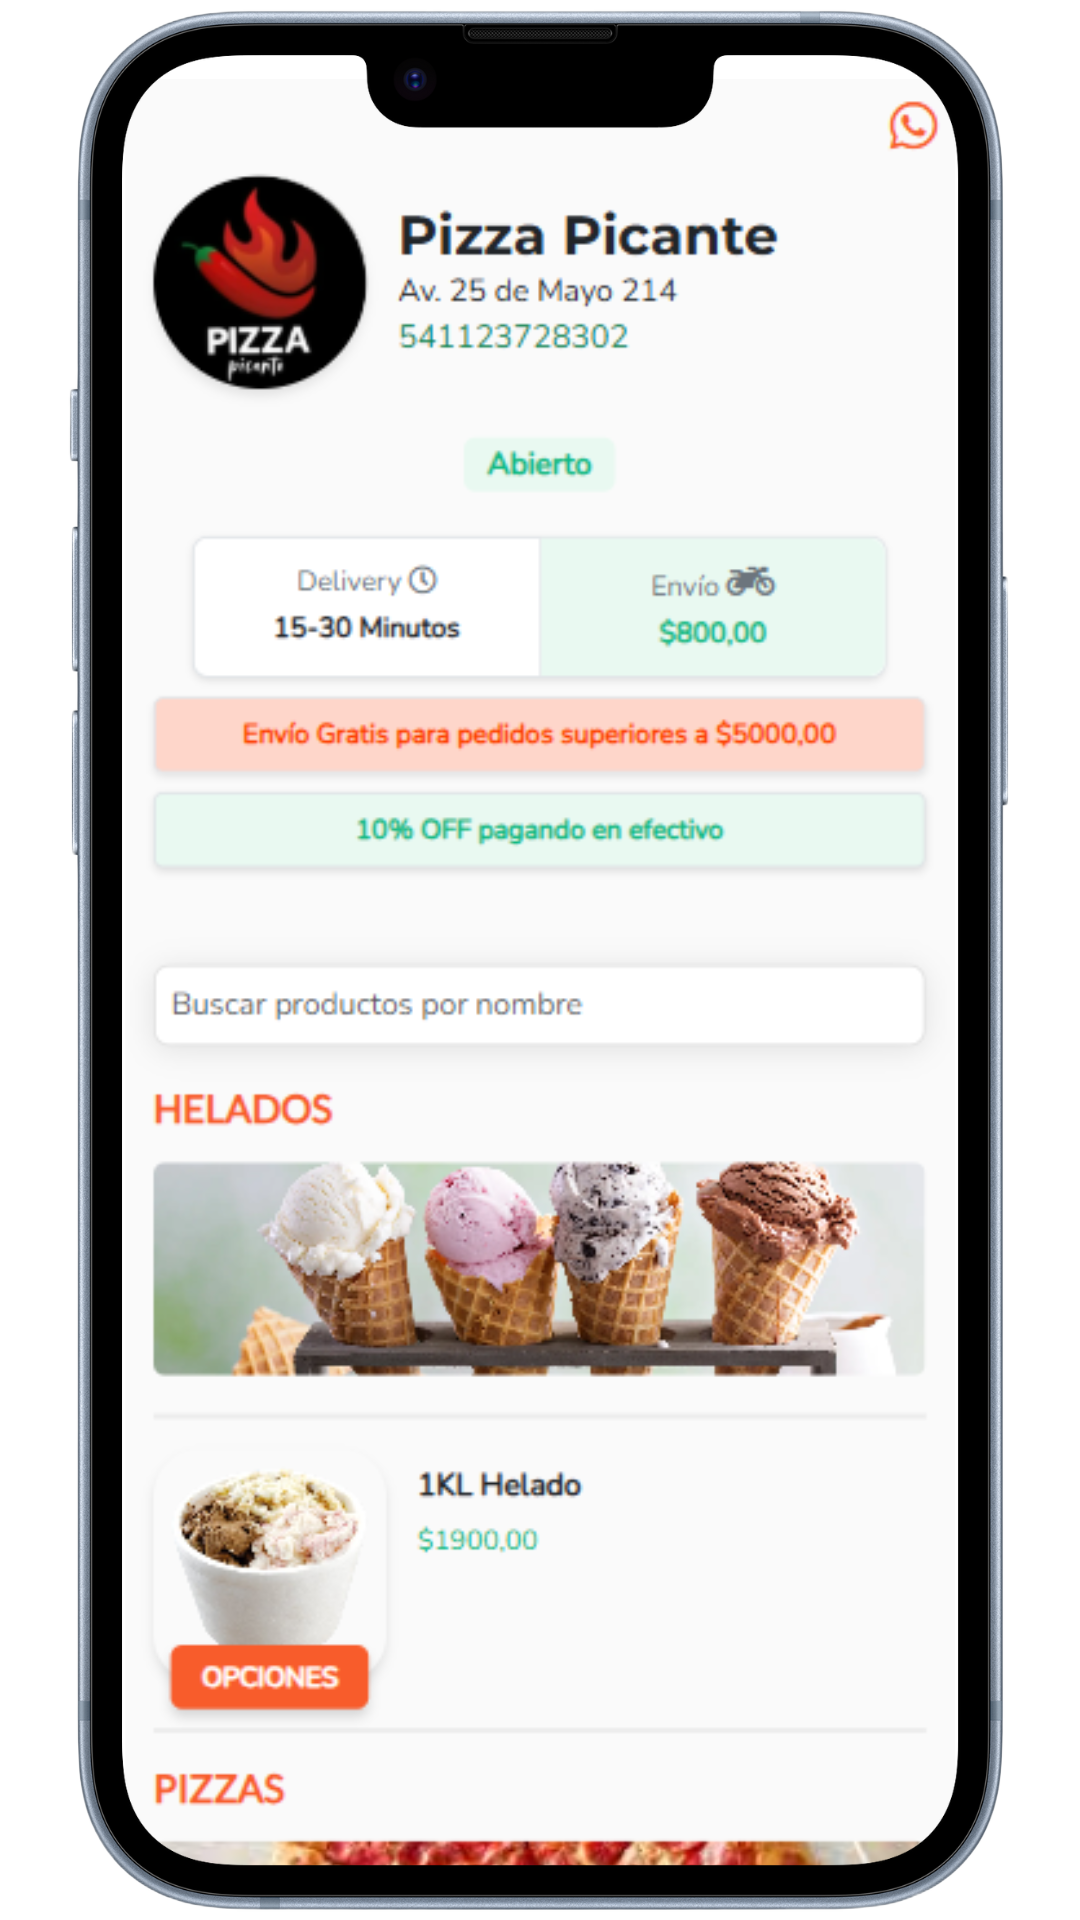 PIZZA
picante
Pizza Picante
Av. 25 de Mayo 214
541123728302
Abierto
Delivery
15-30 Minutos
Envío
$800,00
Envío Gratis para pedidos superiores a $5000,00
10% OFF pagando en efectivo
Buscar productos por nombre
HELADOS
1KL Helado
$1900,00
OPCIONES
PIZZAS